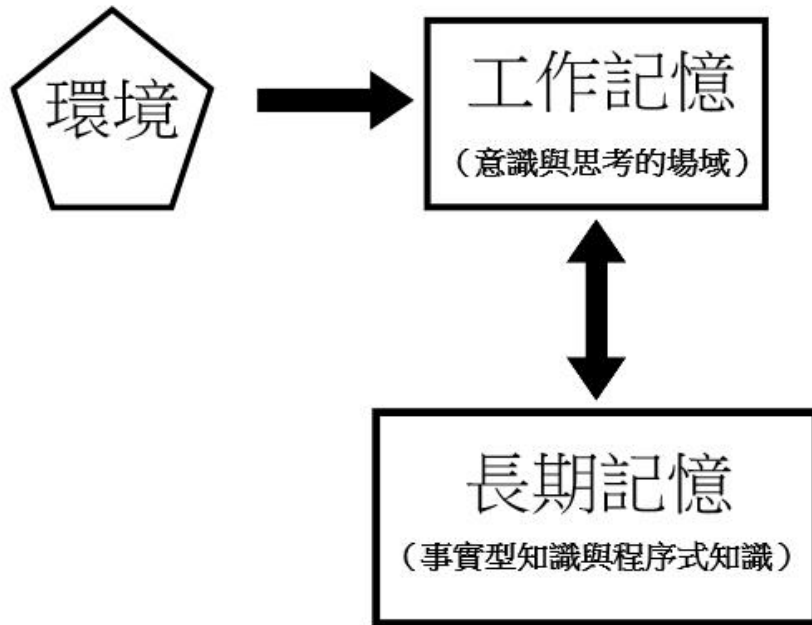 環境
工作記憶
（意識與思考的場域）
長期記憶
（事實型知識與程序式知識）